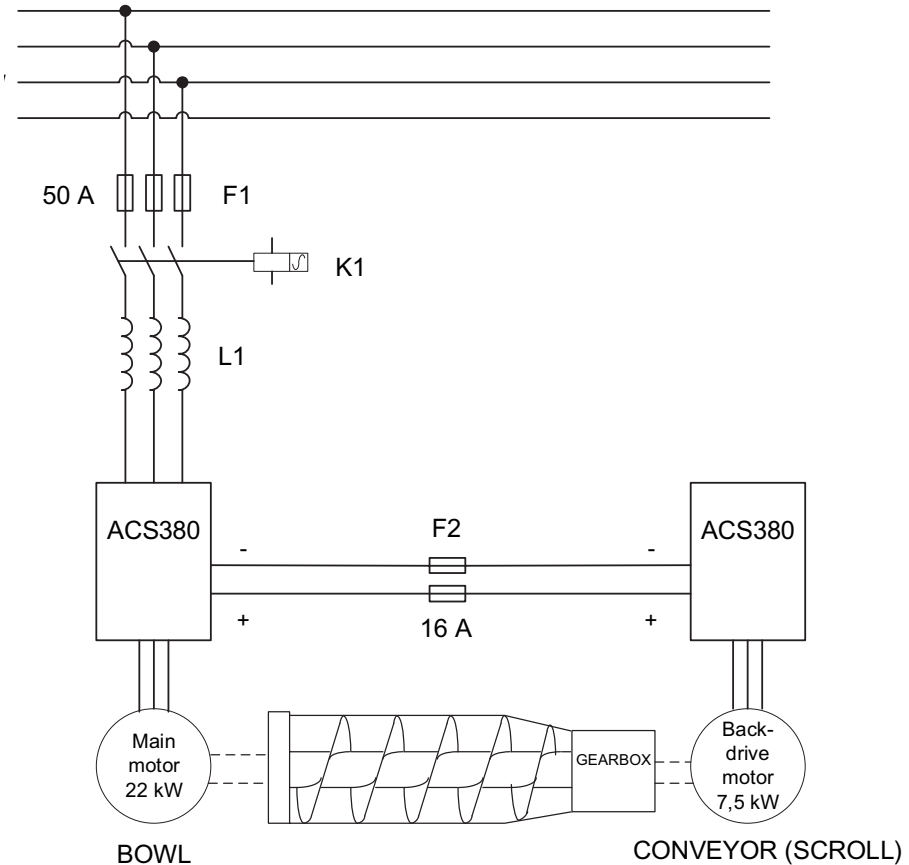 50 A
F1
K1
L1
ACS380
ACS380
F2
-
-
+
+
16 A
Main
motor
22 kW
GEARBOX
Back-
drive
motor
7,5 kW
BOWL
CONVEYOR (SCROLL)